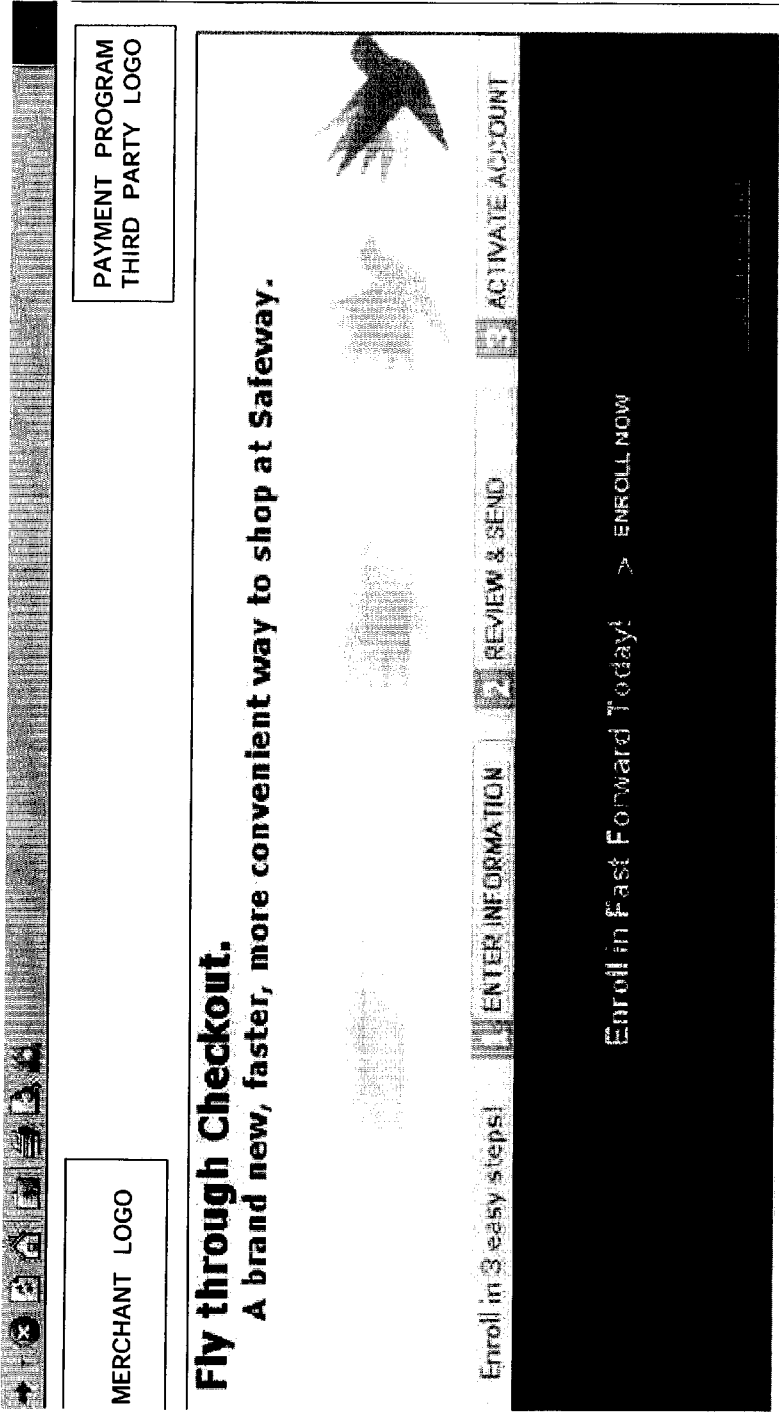 MERCHANT LOGO
PAYMENT PROGRAM
THIRD PARTY LOGO
Fly through Checkout.
A brand new, faster, more convenient way to shop at Safeway.
Enroll in 3 easy steps! 1 ENTER INFORMATION 2 REVIEW & SEND 3 ACTIVATE ACCOUNT
Enroll in Fast Forward Today! > ENROLL NOW